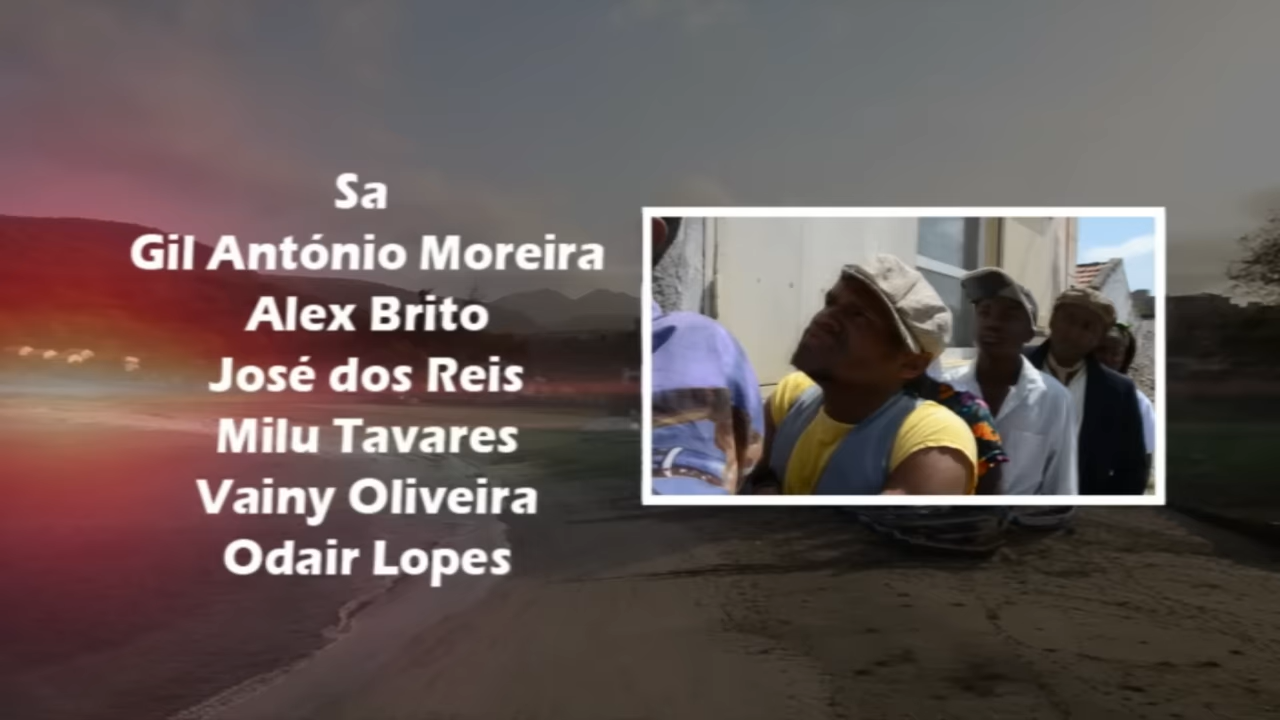 Sa
Gil António Moreira
Alex Brito
José dos Reis
Milu Tavares
Vainy Oliveira
Odair Lopes